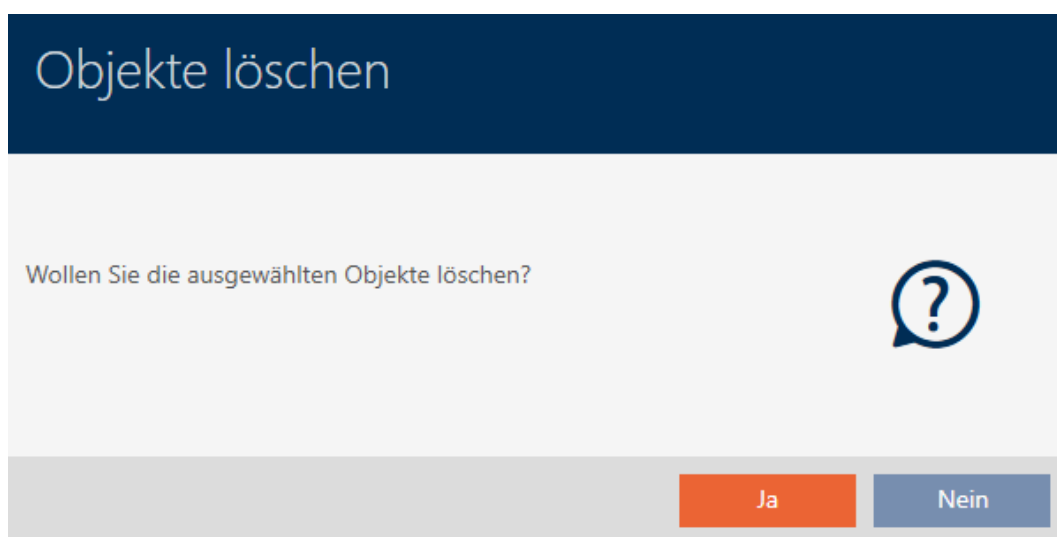 Objekte löschen
Wollen Sie die ausgewählten Objekte löschen?
?
Ja
Nein